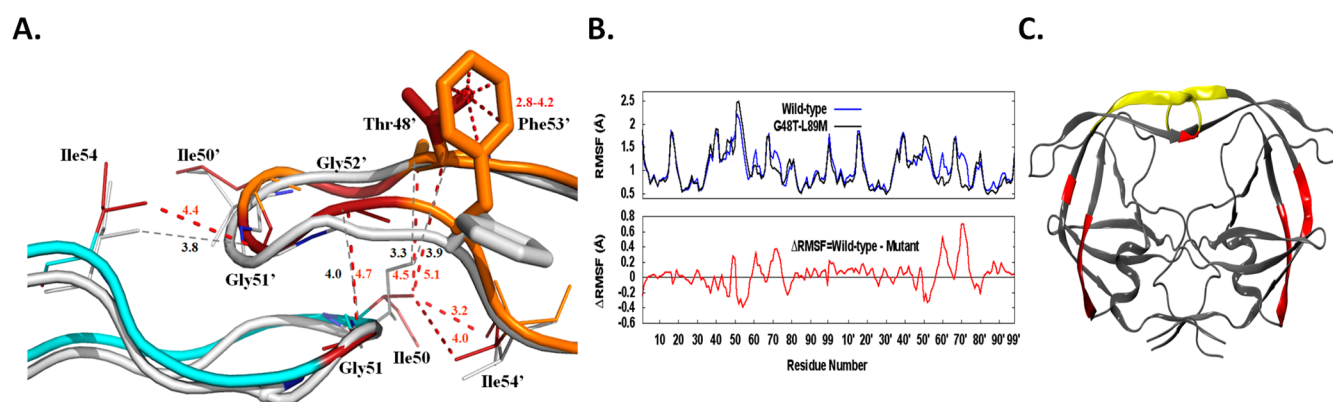 A.
Ile54
Ile50’
Gly52’
Thr48’
2.8-4.2
Phe53’
4.4
3.8
Gly51’
4.0
4.7
3.3
3.9
4.5
5.1
3.2
4.0
Gly51
Ile50
Ile54’
B.
Wild-type
G48T-L89M
RMSF (Å)
2.5
2.0
1.5
1.0
0.5
ΔRMSF=Wild-type - Mutant
ΔRMSF (Å)
0.8
0.6
0.4
0.2
0
-0.2
-0.4
-0.6
10 20 30 40 50 60 70 80 99 10' 20' 30' 40' 50' 60' 70' 80' 90' 99'
Residue Number
C.